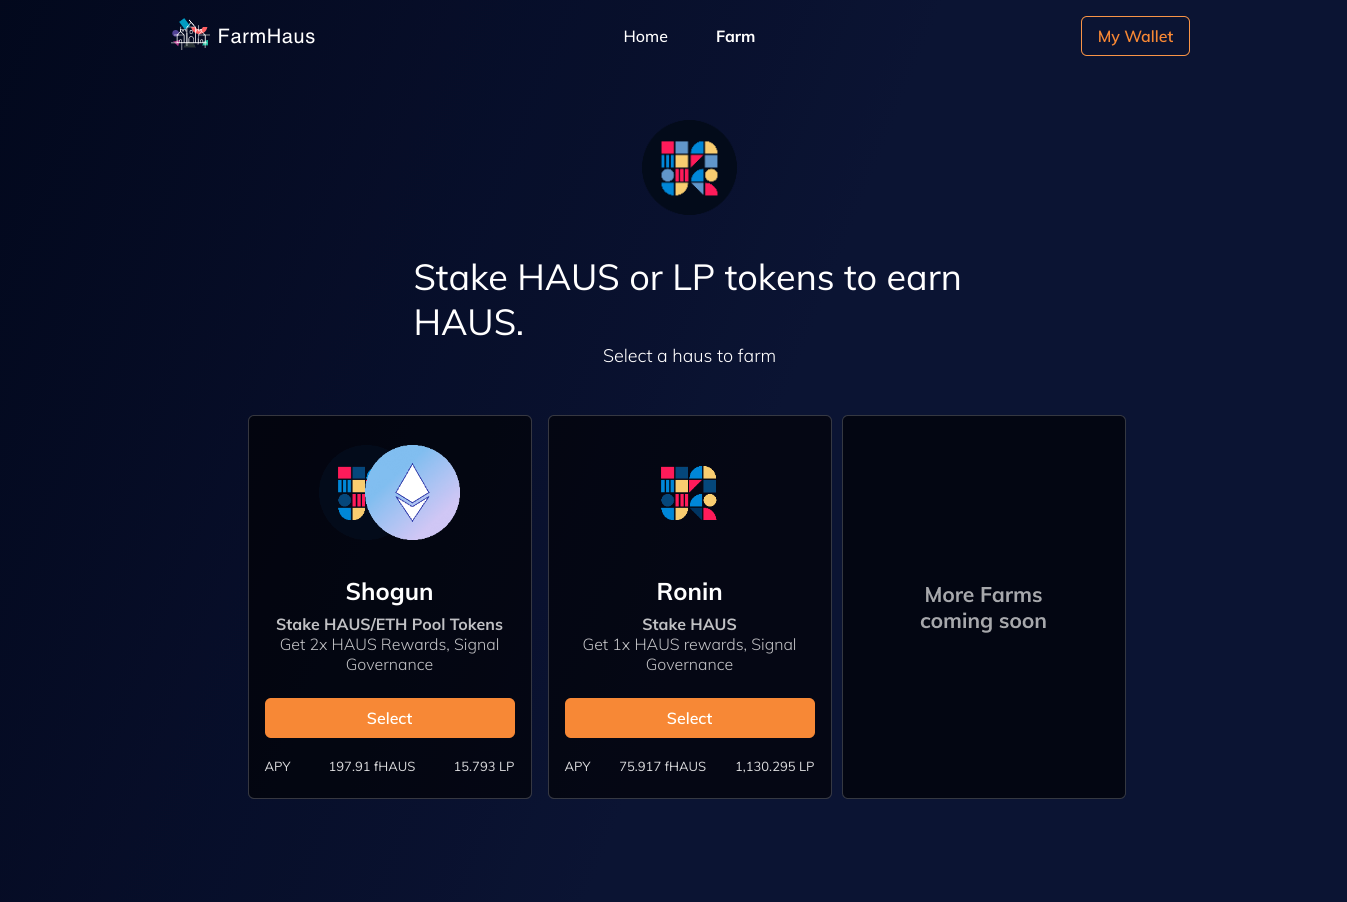 FarmHaus
Home
Farm
My Wallet
Stake HAUS or LP tokens to earn
HAUS.
Select a haus to farm
Shogun
Stake HAUS/ETH Pool Tokens
Get 2x HAUS Rewards, Signal
Governance
Select
APY 197.91 fHAUS 15.793 LP
Ronin
Stake HAUS
Get 1x HAUS rewards, Signal
Governance
Select
APY 75.917 fHAUS 1,130.295 LP
More Farms
coming soon